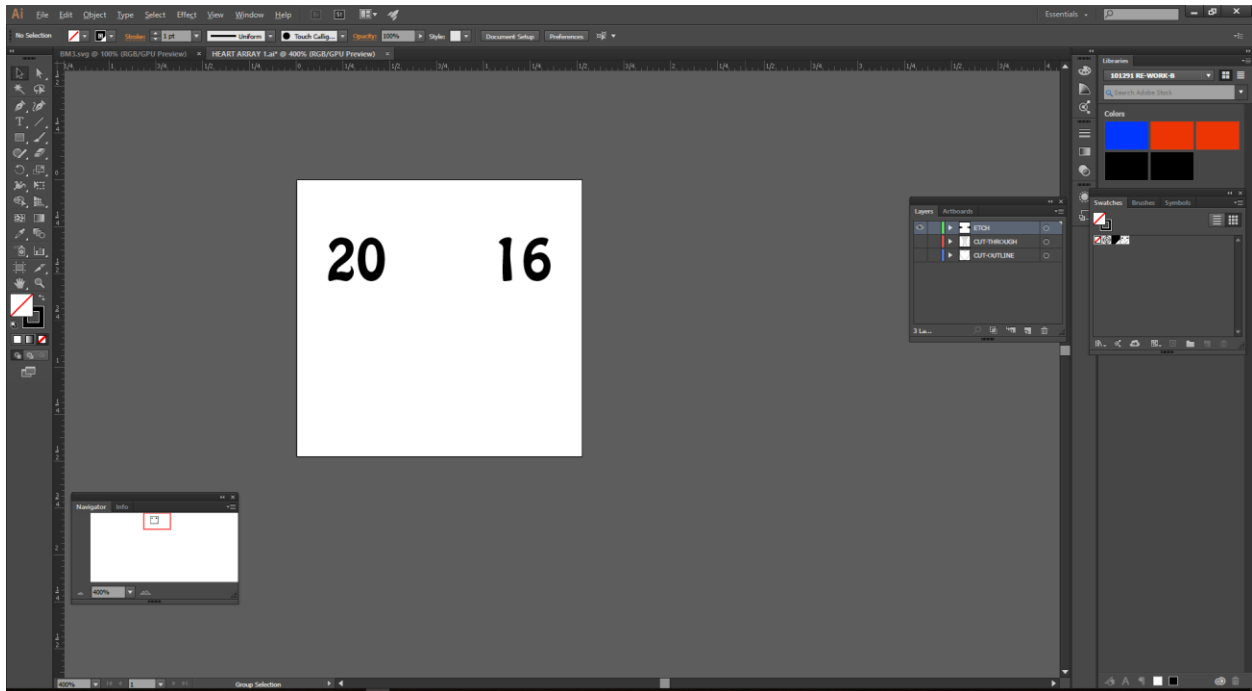 Ai File Edit Object Type Select Effect View Window Help Essentials
No Selection Stroke: 1 pt Uniform Touch Callig... Opacity: 100% Style: Document Setup Preferences
BM3.svg @ 100% (RGB/GPU Preview) × HEART ARRAY 1.ai* @ 400% (RGB/GPU Preview) ×
Libraries
101291 RE-WORK-B
Search Adobe Stock
Colors
20 16
Layers Artboards
ETCH
CUT-THROUGH
CUT-OUTLINE
3 La...
Swatches Brushes Symbols
Navigator Info
400%
400% 1 Group Selection